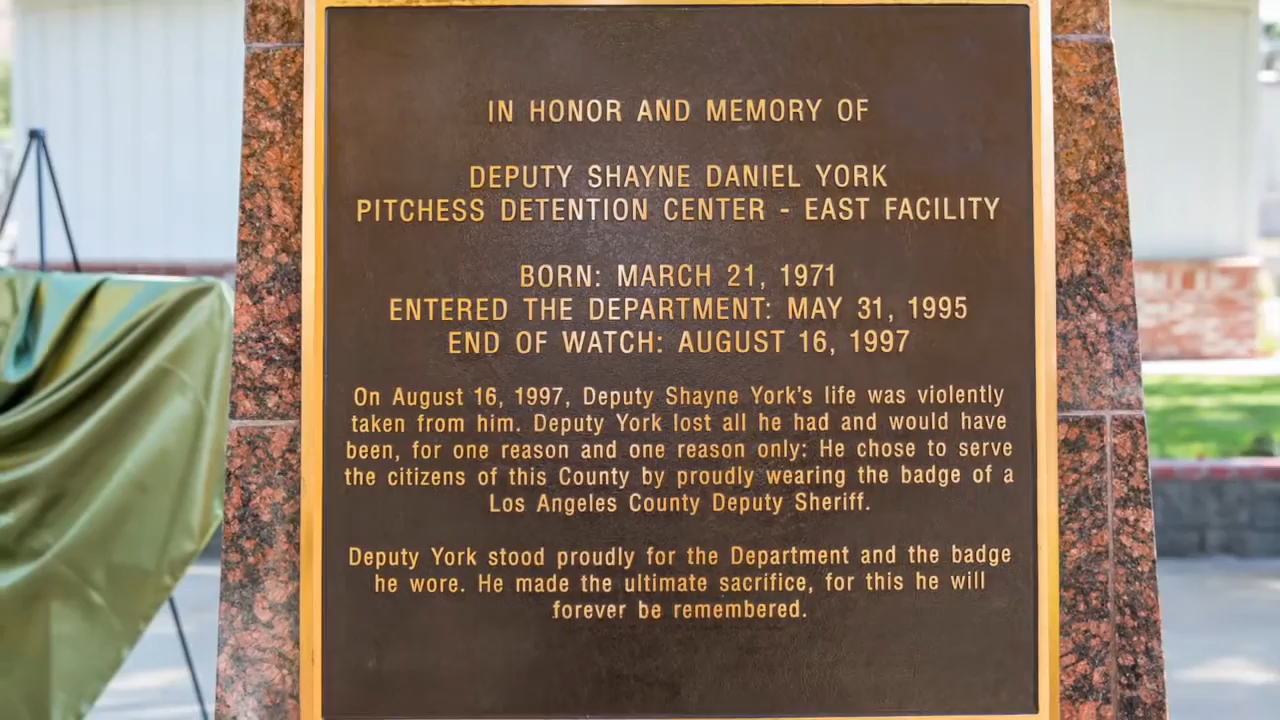 IN HONOR AND MEMORY OF
DEPUTY SHAYNE DANIEL YORK
PITCHESS DETENTION CENTER - EAST FACILITY
BORN: MARCH 21, 1971
ENTERED THE DEPARTMENT: MAY 31, 1995
END OF WATCH: AUGUST 16, 1997
On August 16, 1997, Deputy Shayne York's life was violently
taken from him. Deputy York lost all he had and would have
been, for one reason and one reason only: He chose to serve
the citizens of this County by proudly wearing the badge of a
Los Angeles County Deputy Sheriff.
Deputy York stood proudly for the Department and the badge
he wore. He made the ultimate sacrifice, for this he will
forever be remembered.